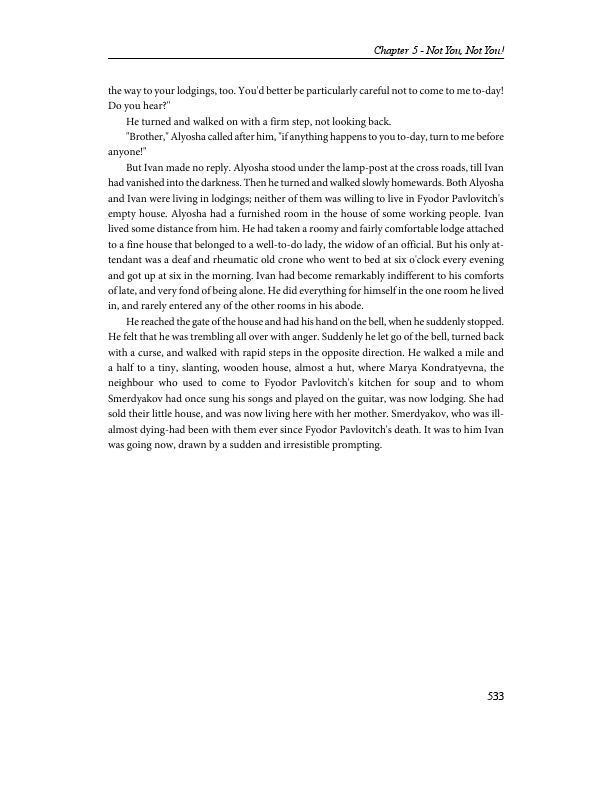 Chapter 5 - Not You, Not You!
the way to your lodgings, too. You'd better be particularly careful not to come to me to-day!
Do you hear?"
He turned and walked on with a firm step, not looking back.
"Brother," Alyosha called after him, "if anything happens to you to-day, turn to me before
anyone!"
But Ivan made no reply. Alyosha stood under the lamp-post at the cross roads, till Ivan
had vanished into the darkness. Then he turned and walked slowly homewards. Both Alyosha
and Ivan were living in lodgings; neither of them was willing to live in Fyodor Pavlovitch's
empty house. Alyosha had a furnished room in the house of some working people. Ivan
lived some distance from him. He had taken a roomy and fairly comfortable lodge attached
to a fine house that belonged to a well-to-do lady, the widow of an official. But his only at-
tendant was a deaf and rheumatic old crone who went to bed at six o'clock every evening
and got up at six in the morning. Ivan had become remarkably indifferent to his comforts
of late, and very fond of being alone. He did everything for himself in the one room he lived
in, and rarely entered any of the other rooms in his abode.
He reached the gate of the house and had his hand on the bell, when he suddenly stopped.
He felt that he was trembling all over with anger. Suddenly he let go of the bell, turned back
with a curse, and walked with rapid steps in the opposite direction. He walked a mile and
a half to a tiny, slanting, wooden house, almost a hut, where Marya Kondratyevna, the
neighbour who used to come to Fyodor Pavlovitch's kitchen for soup and to whom
Smerdyakov had once sung his songs and played on the guitar, was now lodging. She had
sold their little house, and was now living here with her mother. Smerdyakov, who was ill-
almost dying-had been with them ever since Fyodor Pavlovitch's death. It was to him Ivan
was going now, drawn by a sudden and irresistible prompting.
533